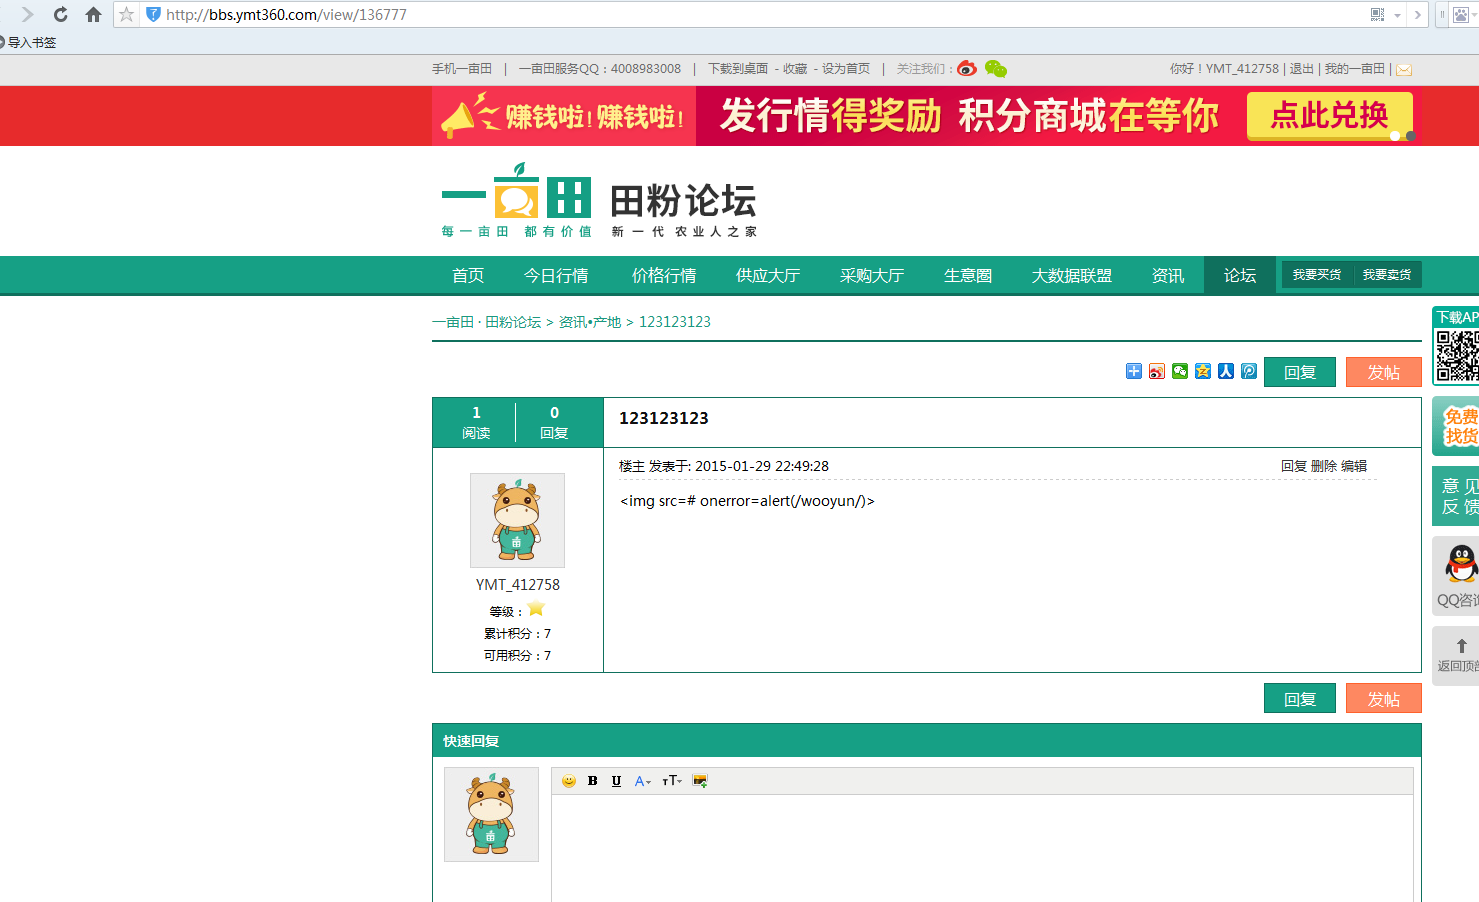 http://bbs.ymt360.com/view/136777
导入书签
手机一亩田 | 一亩田服务QQ：4008983008 | 下载到桌面 - 收藏 - 设为首页 | 关注我们：
你好！YMT_412758 | 退出 | 我的一亩田 |
赚钱啦! 赚钱啦!
发行情得奖励 积分商城在等你
点此兑换
一亩田
田粉论坛
每一亩田 都有价值
新一代 农业人之家
首页 今日行情 价格行情 供应大厅 采购大厅 生意圈 大数据联盟 资讯 论坛 我要买货 我要卖货
一亩田 · 田粉论坛 > 资讯•产地 > 123123123
下载AP
回复 发帖
免费
找货
1
阅读
0
回复
123123123
楼主 发表于: 2015-01-29 22:49:28
回复 删除 编辑
<img src=# onerror=alert(/wooyun/)>
意见
反馈
亩
YMT_412758
等级：
累计积分：7
可用积分：7
QQ咨询
返回顶部
回复 发帖
快速回复
B U A TT
亩